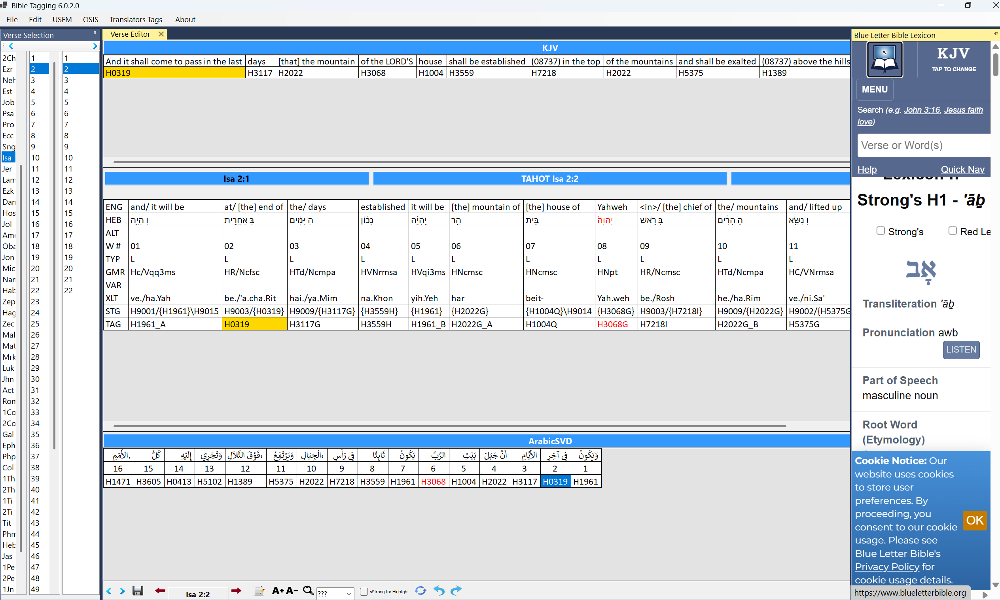 Bible Tagging 6.0.2.0
File Edit USFM OSIS Translators Tags About
Verse Selection
2Ch
Ezr
Neh
Est
Job
Psa
Pro
Ecc
Sng
Isa
Jer
Lam
Ezk
Dan
Hos
Jol
Amo
Oba
Jon
Mic
Nam
Hab
Zep
Hag
Zec
Mal
Mat
Mrk
Luk
Jhn
Act
Rom
1Co
2Co
Gal
Eph
Php
Col
1Th
2Th
1Ti
2Ti
Tit
Phm
Heb
Jas
1Pe
2Pe
1Jn
1
2
3
4
5
6
7
8
9
10
11
12
13
14
15
16
17
18
19
20
21
22
23
24
25
26
27
28
29
30
31
32
33
34
35
36
37
38
39
40
41
42
43
44
45
46
47
48
49
1
2
3
4
5
6
7
8
9
10
11
12
13
14
15
16
17
18
19
20
21
22
Verse Editor
KJV
And it shall come to pass in the last days [that] the mountain of the LORD'S house shall be established (08737) in the top of the mountains and shall be exalted (08737) above the hills
H0319 H3117 H2022 H3068 H1004 H3559 H7218 H2022 H5375 H1389
Isa 2:1 TAHOT Isa 2:2
ENG and/ it will be at/ [the] end of the/ days established it will be [the] mountain of [the] house of Yahweh <in>/ [the] chief of the/ mountains and/ lifted up
HEB וְ הָיָ֣ה בְּ אַחֲרִ֣ית הַ יָּמִ֗ים נָכ֨וֹן יִֽהְיֶ֜ה הַ֤ר בֵּית יְהוָה֙ בְּ רֹ֣אשׁ הֶ הָרִ֔ים וְ נִשָּׂ֖א
ALT
W # 01 02 03 04 05 06 07 08 09 10 11
TYP L L L L L L L L L L L
GMR Hc/Vqq3ms HR/Ncfsc HTd/Ncmpa HVNrmsa HVqi3ms HNcmsc HNcmsc HNpt HR/Ncmsc HTd/Ncmpa HC/VNrmsa
VAR
XLT ve./ha.Yah be./'a.cha.Rit hai./ya.Mim na.Khon yih.Yeh har beit- Yah.weh be./Rosh he./ha.Rim ve./ni.Sa'
STG H9001/{H1961}\H9015 H9003/{H0319} H9009/{H3117G} {H3559H} {H1961} {H2022G} {H1004Q}\H9014 {H3068G} H9003/{H7218I} H9009/{H2022G} H9002/{H5375G
TAG H1961_A H0319 H3117G H3559H H1961_B H2022G_A H1004Q H3068G H7218I H2022G_B H5375G
ArabicSVD
وَيَكُونُ فِي آخِرِ الأَيَّامِ أَنَّ جَبَلَ بَيْتِ الرَّبِّ يَكُونُ ثَابِتًا فِي رَأْسِ الْجِبَالِ، وَيَرْتَفِعُ فَوْقَ التِّلاَلِ، وَتَجْرِي إِلَيْهِ كُلُّ الأُمَمِ.
16 15 14 13 12 11 10 9 8 7 6 5 4 3 2 1
H1471 H3605 H0413 H5102 H1389 H5375 H2022 H7218 H3559 H1961 H3068 H1004 H2022 H3117 H0319 H1961
Isa 2:2 A+ A- ??? sStrong for Highlight
Blue Letter Bible Lexicon
KJV
TAP TO CHANGE
MENU
Search (e.g. John 3:16, Jesus faith
love)
Verse or Word(s)
Help Quick Nav
Strong's H1 - 'āḇ
Strong's Red Le
אָב
Transliteration 'āḇ
Pronunciation awb
LISTEN
Part of Speech
masculine noun
Root Word
(Etymology)
Cookie Notice: Our
website uses cookies
to store user
preferences. By
proceeding, you
consent to our cookie
usage. Please see
Blue Letter Bible's
Privacy Policy for
cookie usage details.
OK
https://www.blueletterbible.org